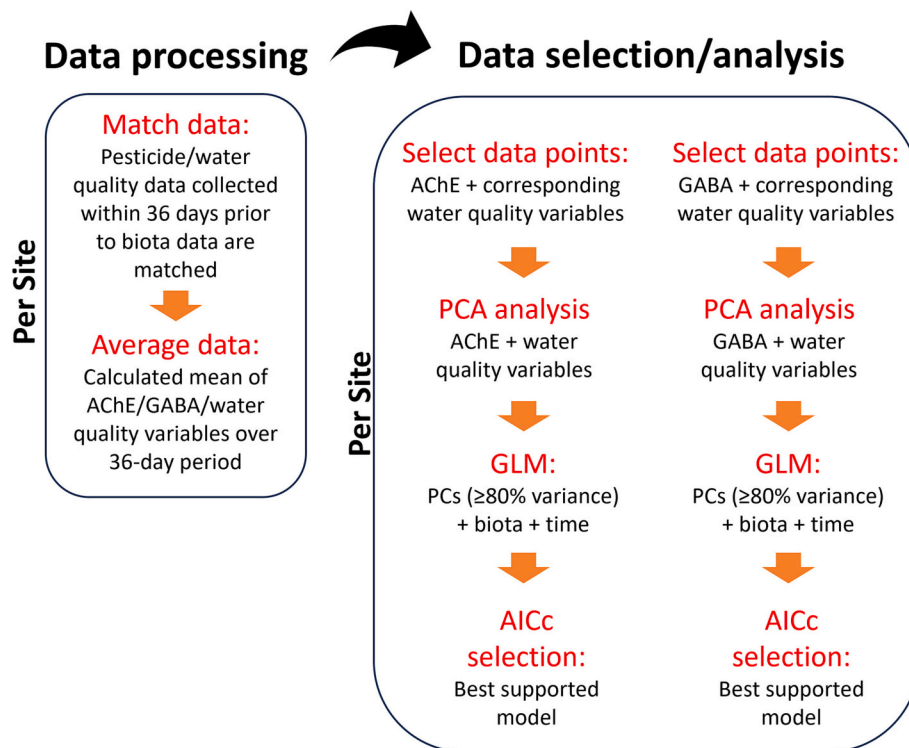 Data processing
Data selection/analysis
Per Site
Match data:
Pesticide/water
quality data collected
within 36 days prior
to biota data are
matched
Average data:
Calculated mean of
AChE/GABA/water
quality variables over
36-day period
Per Site
Select data points:
AChE + corresponding
water quality variables
PCA analysis
AChE + water
quality variables
GLM:
PCs (≥80% variance)
+ biota + time
AICc
selection:
Best supported
model
Select data points:
GABA + corresponding
water quality variables
PCA analysis
GABA + water
quality variables
GLM:
PCs (≥80% variance)
+ biota + time
AICc
selection:
Best supported
model